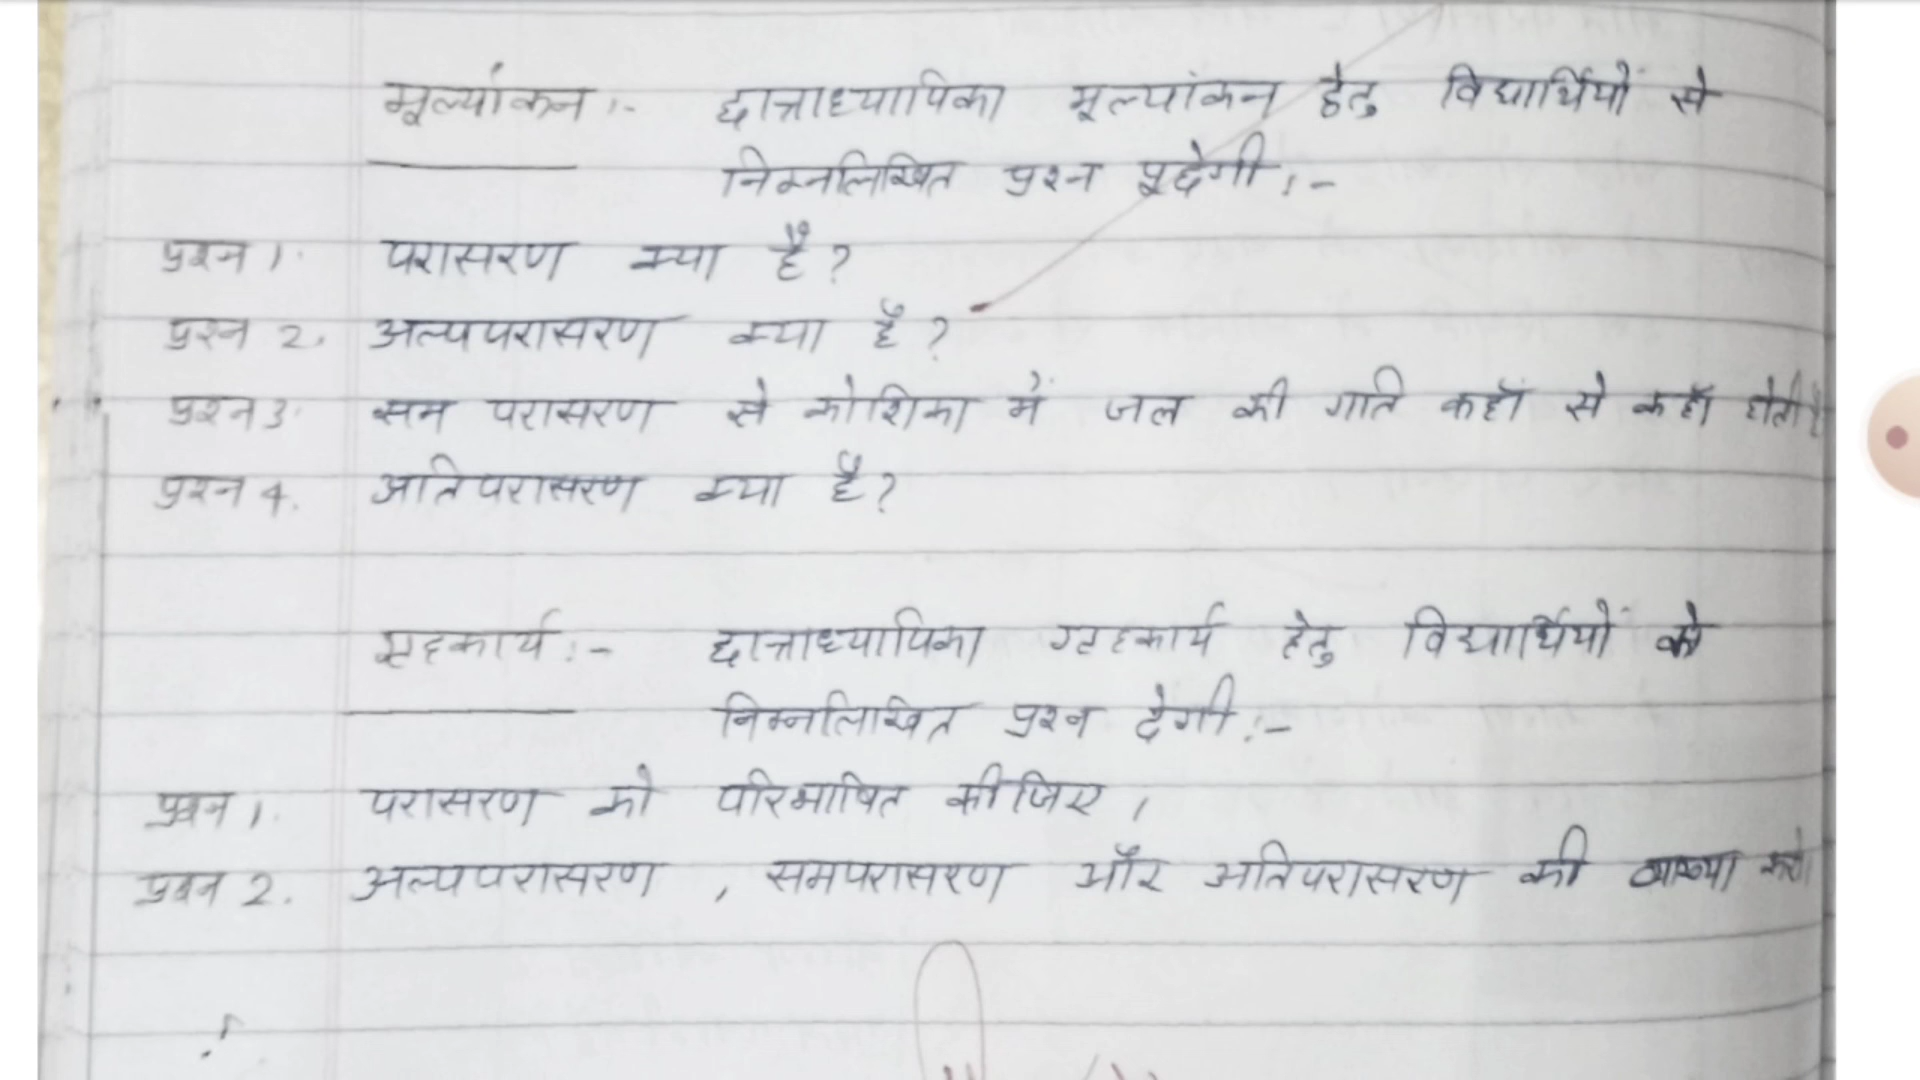 मूल्यांकन :- छात्राध्यापिका मूल्यांकन हेतु विद्यार्थियों से
निम्नलिखित प्रश्न पूछेगी :-
प्रश्न 1. परासरण क्या है?
प्रश्न 2. अल्पपरासरण क्या है?
प्रश्न 3. सम परासरण से कोशिका में जल की गति कहाँ से कहाँ होती है
प्रश्न 4. अतिपरासरण क्या है?
गृहकार्य :- छात्राध्यापिका गृहकार्य हेतु विद्यार्थियों को
निम्नलिखित प्रश्न देगी :-
प्रश्न 1. परासरण को परिभाषित कीजिए।
प्रश्न 2. अल्पपरासरण, समपरासरण और अतिपरासरण की व्याख्या करो।